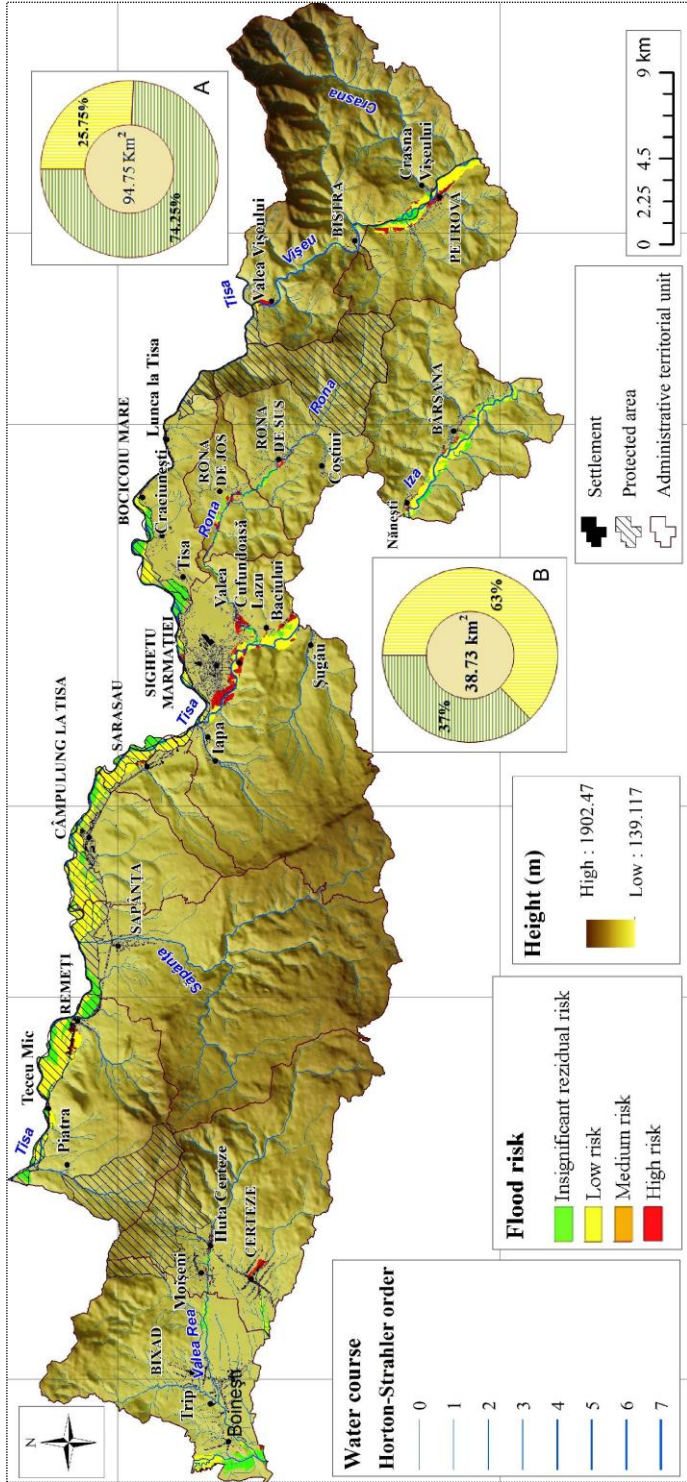 N
Tisa
Teceu Mic
Piatra
REMEȚI
CÂMPULUNG LA TISA
SĂPÂNȚA
SARASAU
Săpânța
Tisa
SIGHETU
MARMAȚIEI
Iapa
Tisa
Craciunești
BOCICOIU MARE
Lunca la Tisa
Valea
Cufundoasă
Lazu
Baciului
Șugău
Rona
RONA
DE JOS
RONA
DE SUS
Rona
Coștiui
Tisa
Valea Vișeului
Vișeu
BISTRA
Crasna
Crasna
Vișeului
PETROVA
Nănești
Iza
BÂRSANA
BIXAD
Trip
Boinești
Valea Rea
Moișeni
Huta Certeze
CERTEZE
25.75%
94.75 Km²
74.25%
A
37%
38.73 km²
63%
B
Water course
Horton-Strahler order
0
1
2
3
4
5
6
7
Flood risk
Insignificant rezidual risk
Low risk
Medium risk
High risk
Height (m)
High : 1902.47
Low : 139.117
Settlement
Protected area
Administrative territorial unit
0 2.25 4.5 9 km